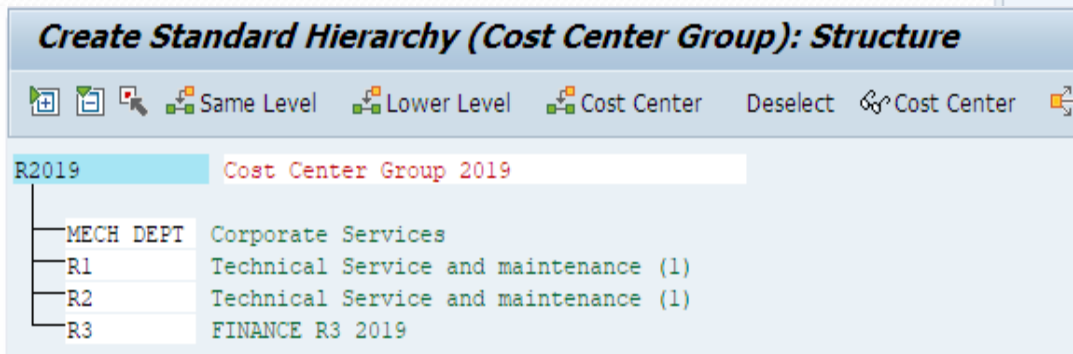 Create Standard Hierarchy (Cost Center Group): Structure
Same Level Lower Level Cost Center Deselect Cost Center
R2019 Cost Center Group 2019
MECH DEPT Corporate Services
R1 Technical Service and maintenance (1)
R2 Technical Service and maintenance (1)
R3 FINANCE R3 2019